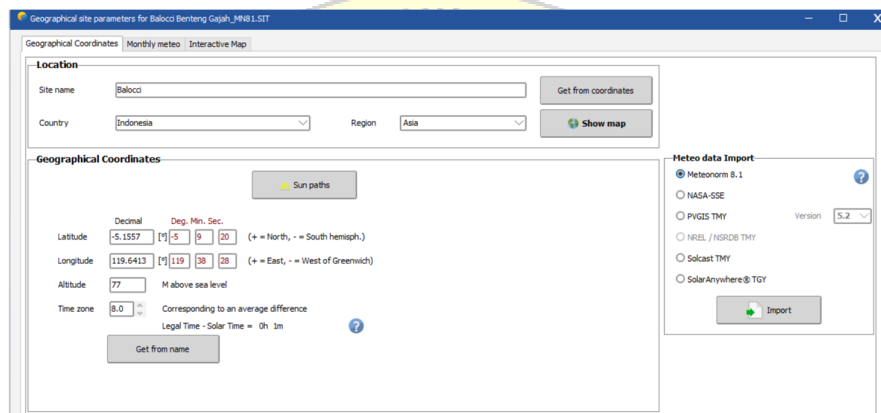 Geographical site parameters for Balocci Benteng Gajah_MN81.SIT
Geographical Coordinates Monthly meteo Interactive Map
Location
Site name Balocci Get from coordinates
Country Indonesia Region Asia Show map
Geographical Coordinates
Sun paths
Decimal Deg. Min. Sec.
Latitude -5.1557 [°] -5 9 20 (+ = North, - = South hemisph.)
Longitude 119.6413 [°] 119 38 28 (+ = East, - = West of Greenwich)
Altitude 77 M above sea level
Time zone 8.0 Corresponding to an average difference
Legal Time - Solar Time = 0h 1m ?
Get from name
Meteo data Import
Meteonorm 8.1 ?
NASA-SSE
PVGIS TMY Version 5.2
NREL / NSRDB TMY
Solcast TMY
SolarAnywhere® TGY
Import